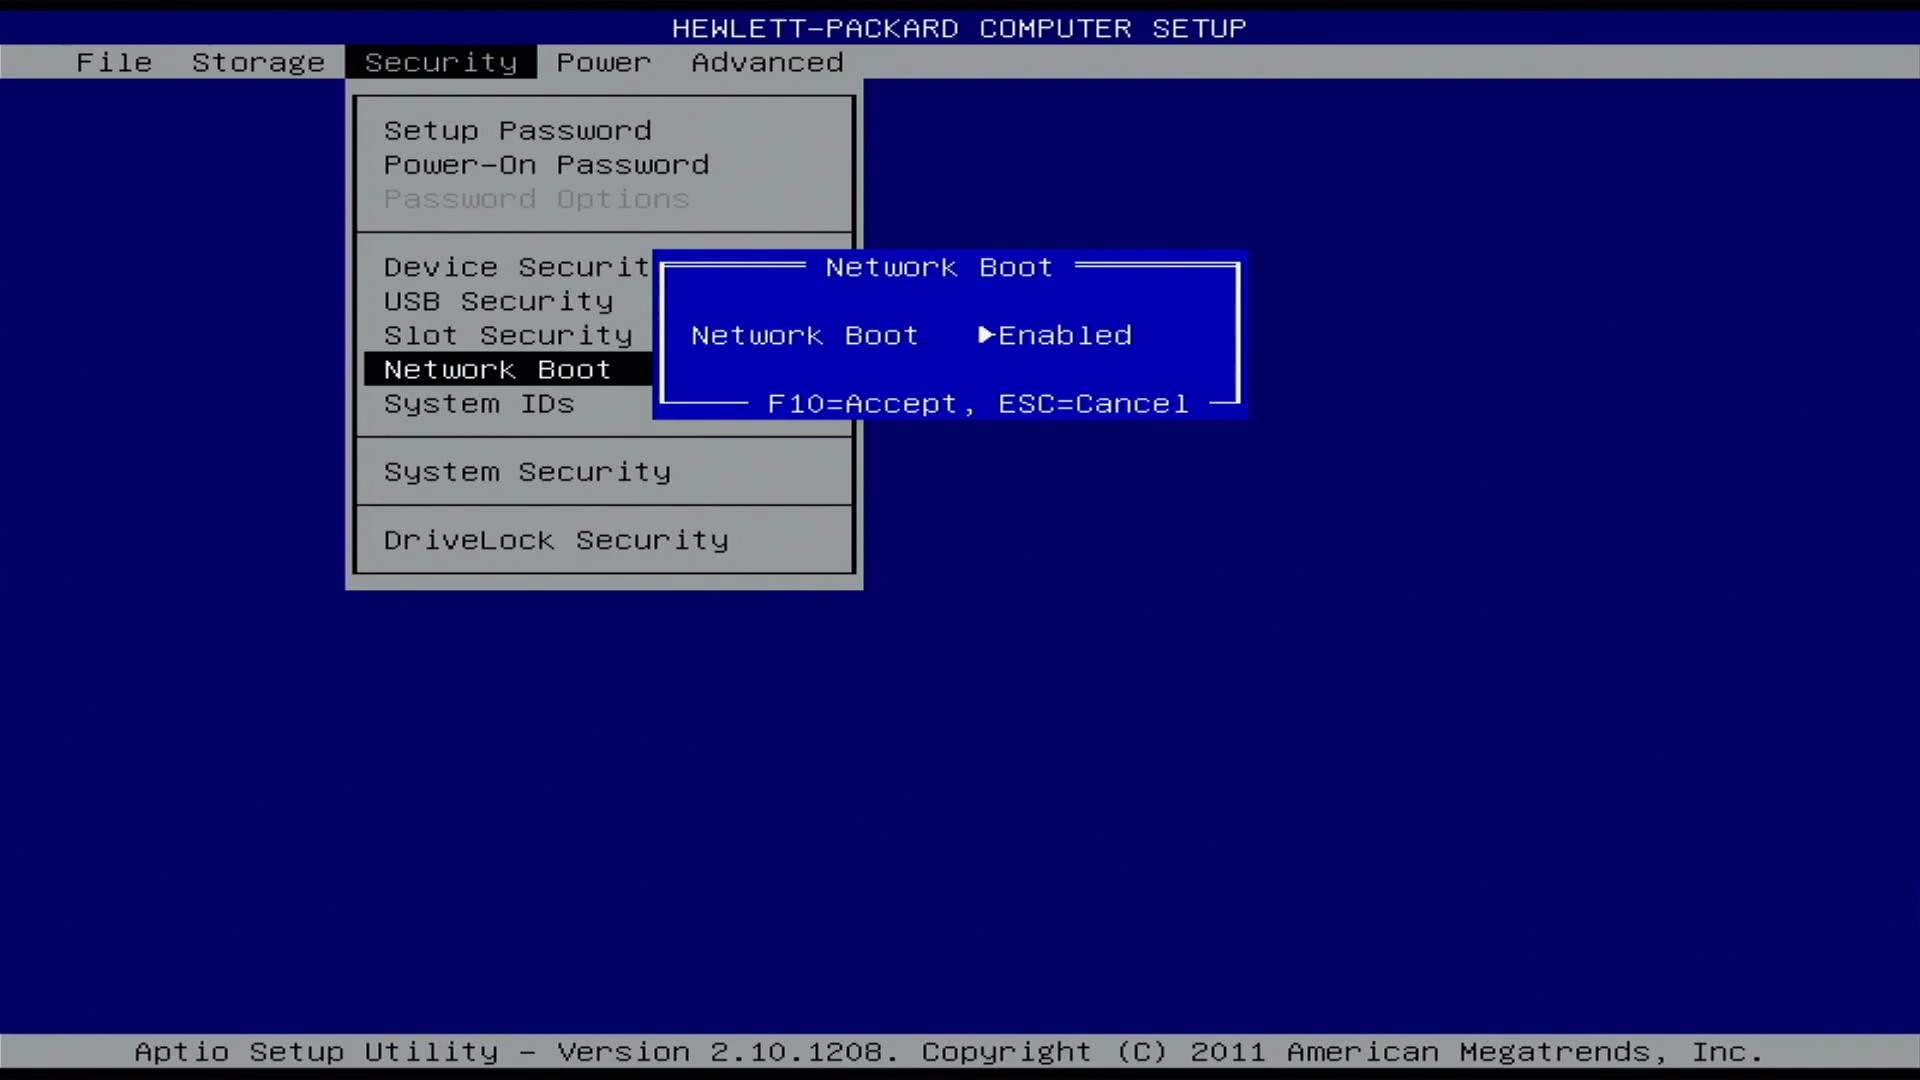 HEWLETT-PACKARD COMPUTER SETUP
File Storage Security Power Advanced
Setup Password
Power-On Password
Password Options
Device Securit
USB Security
Slot Security
Network Boot
System IDs
System Security
DriveLock Security
Network Boot
Network Boot ▶Enabled
F10=Accept, ESC=Cancel
Aptio Setup Utility - Version 2.10.1208. Copyright (C) 2011 American Megatrends, Inc.